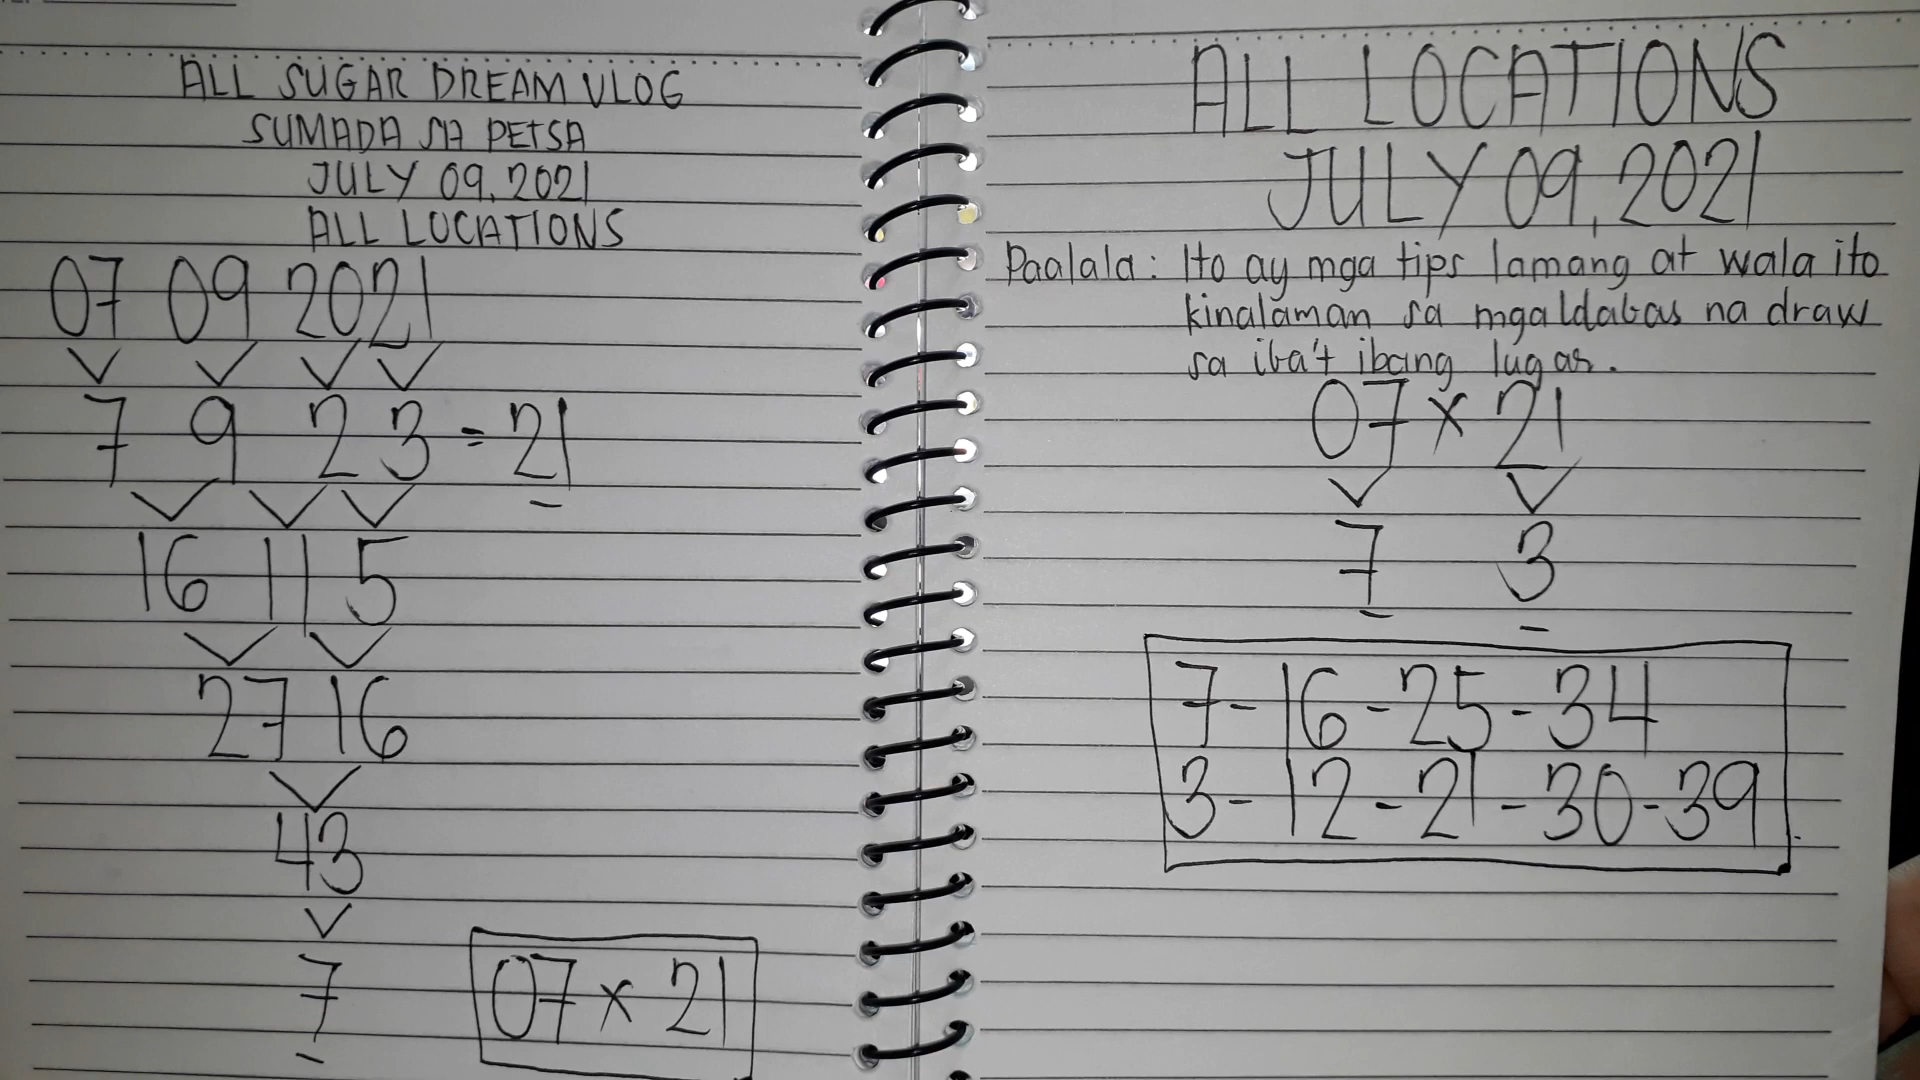 ALL SUGAR DREAM VLOG
SUMADA SA PETSA
JULY 09, 2021
ALL LOCATIONS
07 09 2021
7 9 2 3 = 21
16 11 5
27 16
43
7
07 x 21
ALL LOCATIONS
JULY 09, 2021
Paalala: Ito ay mga tips lamang at wala ito
kinalaman sa mga ldabas na draw
sa iba't ibang lugar.
07 x 21
7 3
7-16-25-34
3-12-21-30-39